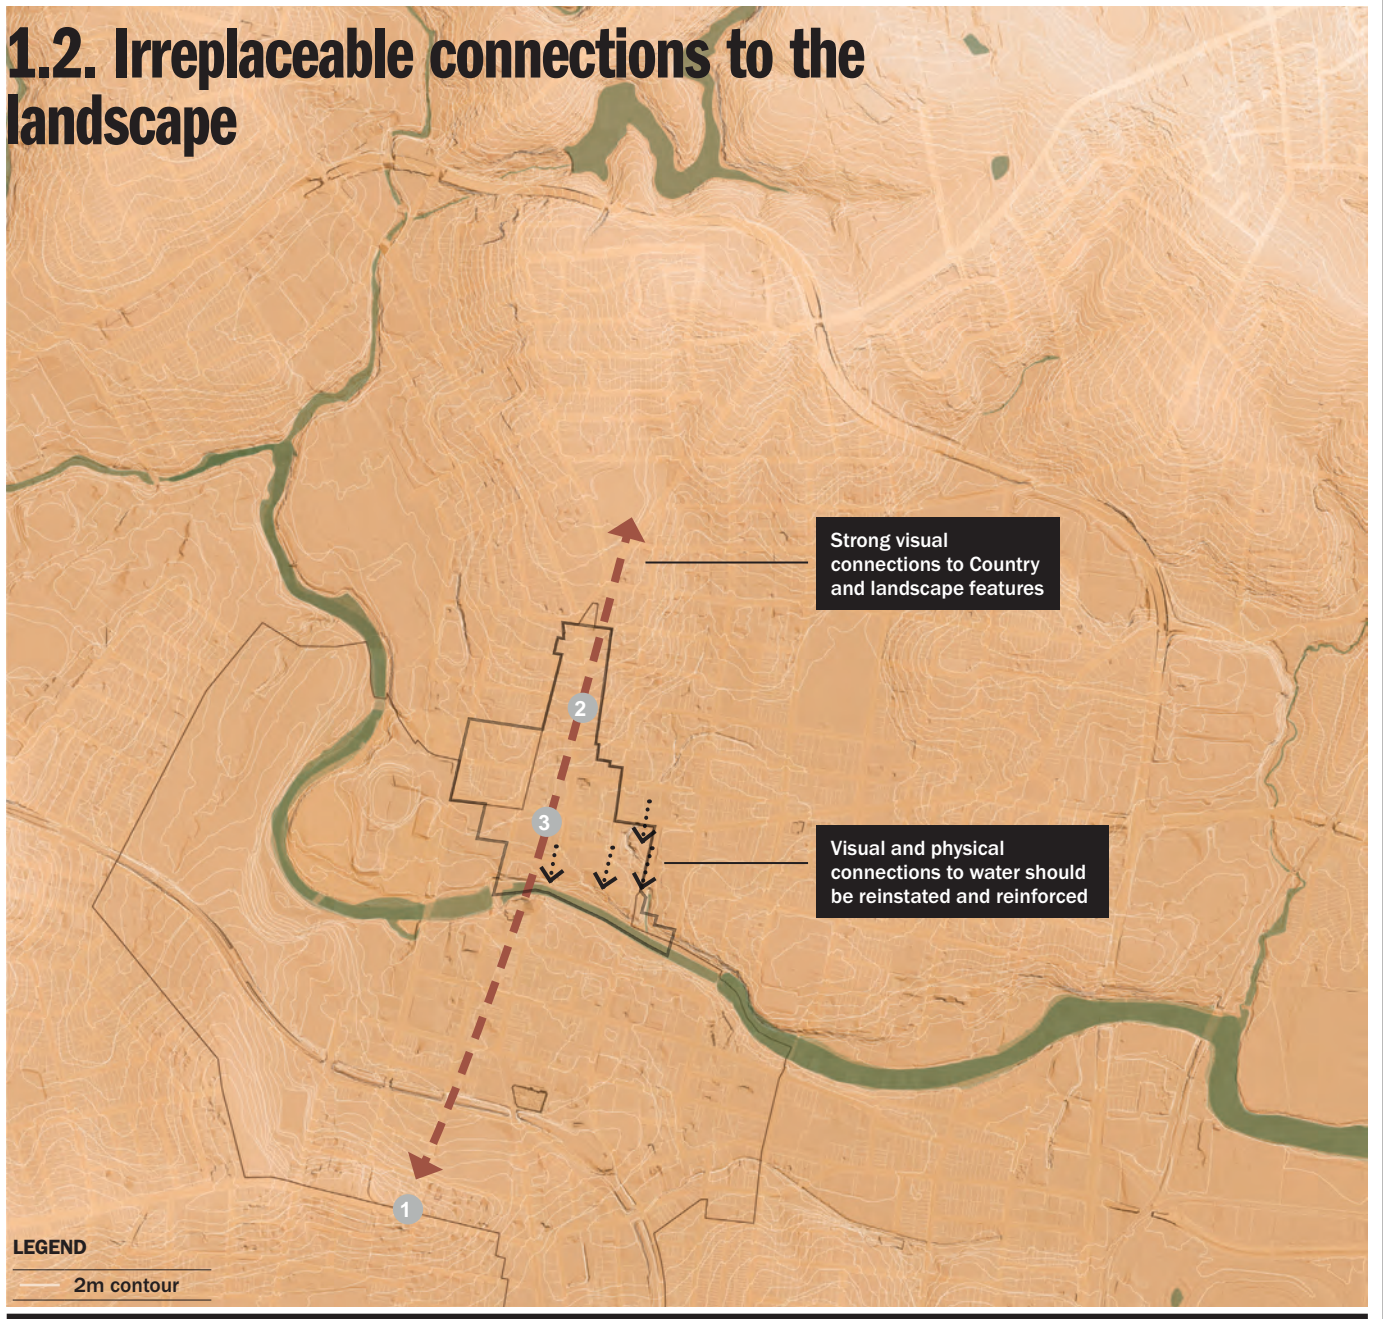 1.2. Irreplaceable connections to the
landscape
Strong visual
connections to Country
and landscape features
2
3
Visual and physical
connections to water should
be reinstated and reinforced
1
LEGEND
2m contour